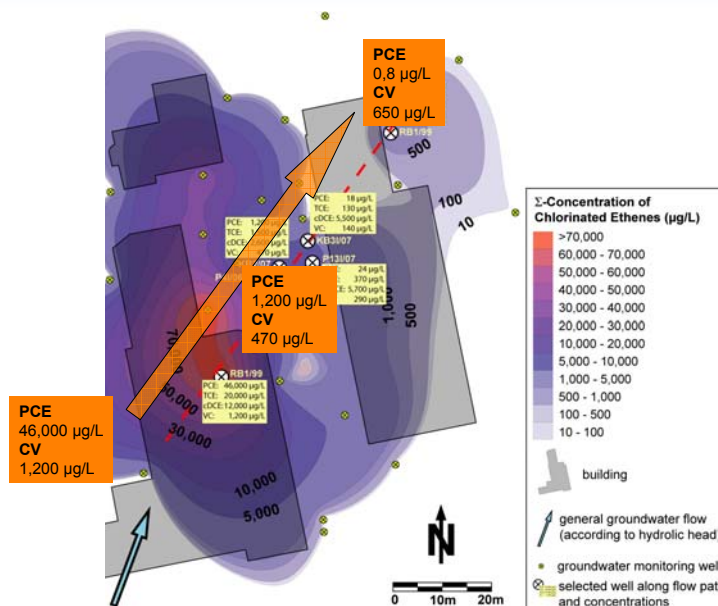 PCE
0,8 µg/L
CV
650 µg/L
RB1/99
500
100
10
PCE: 18 µg/L
TCE: 130 µg/L
cDCE: 5,500 µg/L
VC: 140 µg/L
PCE:
TCE:
cDCE:
VC:
KB3I/07
P13I/07
24 µg/L
370 µg/L
5,700 µg/L
290 µg/L
PCE
1,200 µg/L
CV
470 µg/L
1,000
500
70,000
RB1/99
PCE: 46,000 µg/L
TCE: 20,000 µg/L
cDCE: 12,000 µg/L
VC: 1,200 µg/L
30,000
10,000
5,000
PCE
46,000 µg/L
CV
1,200 µg/L
N
0 10m 20m
Σ-Concentration of
Chlorinated Ethenes (µg/L)
>70,000
60,000 - 70,000
50,000 - 60,000
40,000 - 50,000
30,000 - 40,000
20,000 - 30,000
10,000 - 20,000
5,000 - 10,000
1,000 - 5,000
500 - 1,000
100 - 500
10 - 100
building
general groundwater flow
(according to hydrolic head)
groundwater monitoring
selected well along flow
and concentrations